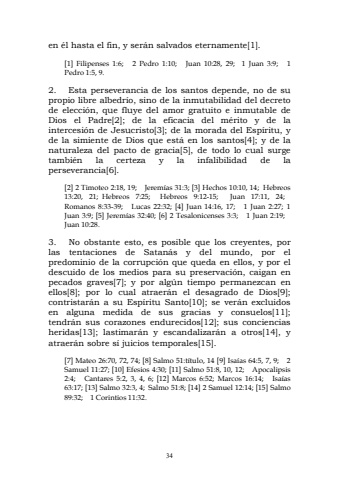 en él hasta el fin, y serán salvados eternamente[1].
[1] Filipenses 1:6; 2 Pedro 1:10; Juan 10:28, 29; 1 Juan 3:9; 1
Pedro 1:5, 9.
2. Esta perseverancia de los santos depende, no de su
propio libre albedrío, sino de la inmutabilidad del decreto
de elección, que fluye del amor gratuito e inmutable de
Dios el Padre[2]; de la eficacia del mérito y de la
intercesión de Jesucristo[3]; de la morada del Espíritu, y
de la simiente de Dios que está en los santos[4]; y de la
naturaleza del pacto de gracia[5], de todo lo cual surge
también la certeza y la infalibilidad de la
perseverancia[6].
[2] 2 Timoteo 2:18, 19; Jeremías 31:3; [3] Hechos 10:10, 14; Hebreos
13:20, 21; Hebreos 7:25; Hebreos 9:12-15; Juan 17:11, 24;
Romanos 8:33-39; Lucas 22:32; [4] Juan 14:16, 17; 1 Juan 2:27; 1
Juan 3:9; [5] Jeremías 32:40; [6] 2 Tesalonicenses 3:3; 1 Juan 2:19;
Juan 10:28.
3. No obstante esto, es posible que los creyentes, por
las tentaciones de Satanás y del mundo, por el
predominio de la corrupción que queda en ellos, y por el
descuido de los medios para su preservación, caigan en
pecados graves[7]; y por algún tiempo permanezcan en
ellos[8]; por lo cual atraerán el desagrado de Dios[9];
contristarán a su Espíritu Santo[10]; se verán excluidos
en alguna medida de sus gracias y consuelos[11];
tendrán sus corazones endurecidos[12]; sus conciencias
heridas[13]; lastimarán y escandalizarán a otros[14], y
atraerán sobre sí juicios temporales[15].
[7] Mateo 26:70, 72, 74; [8] Salmo 51:título, 14 [9] Isaías 64:5, 7, 9; 2
Samuel 11:27; [10] Efesios 4:30; [11] Salmo 51:8, 10, 12; Apocalipsis
2:4; Cantares 5:2, 3, 4, 6; [12] Marcos 6:52; Marcos 16:14; Isaías
63:17; [13] Salmo 32:3, 4; Salmo 51:8; [14] 2 Samuel 12:14; [15] Salmo
89:32; 1 Corintios 11:32.
34